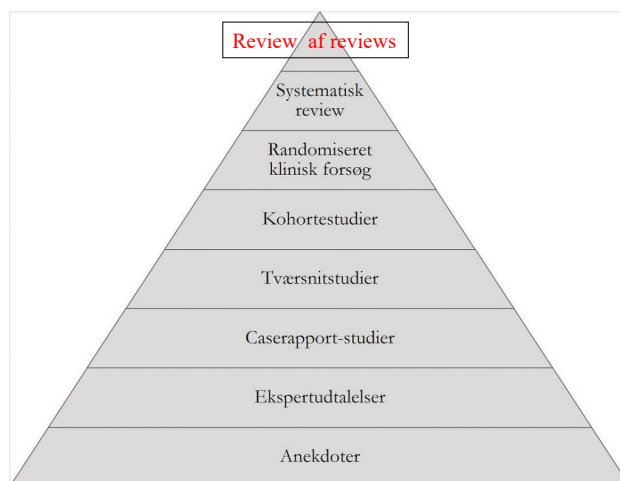 Review af reviews
Systematisk
review
Randomiseret
klinisk forsøg
Kohortestudier
Tværsnitstudier
Caserapport-studier
Ekspertudtalelser
Anekdoter